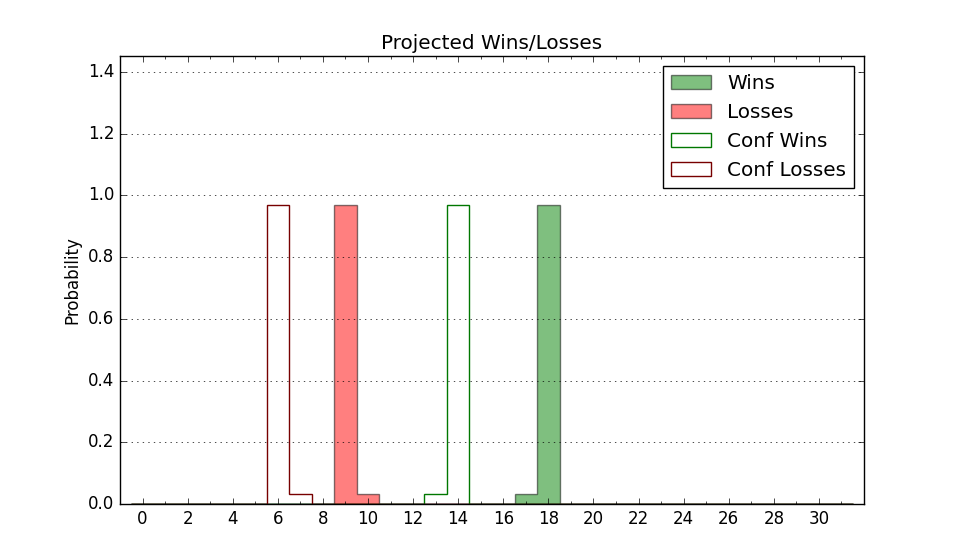 Projected Wins/Losses
1.4
1.2
1.0
0.8
0.6
0.4
0.2
0.0
Probability
Wins
Losses
Conf Wins
Conf Losses
0 2 4 6 8 10 12 14 16 18 20 22 24 26 28 30